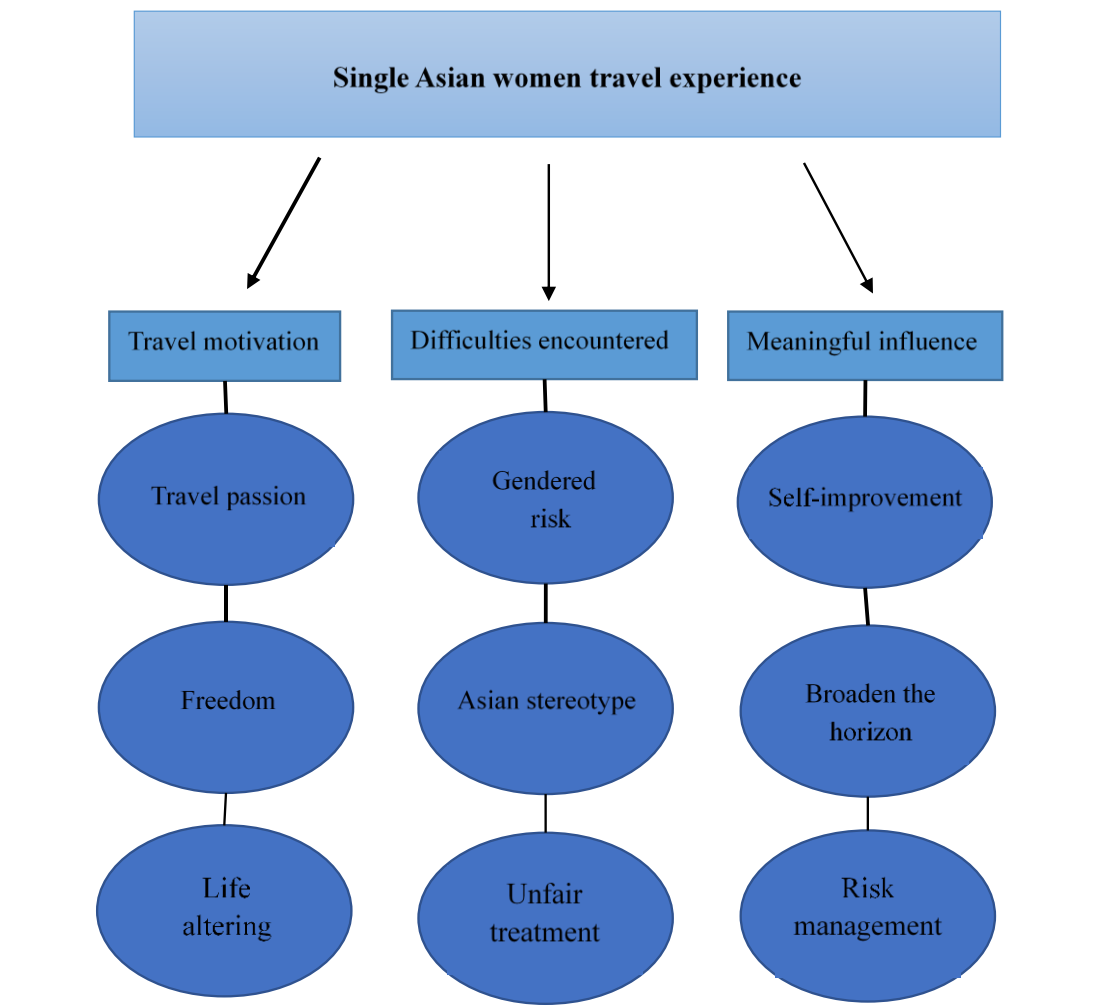 Single Asian women travel experience
Travel motivation
Difficulties encountered
Meaningful influence
Travel passion
Gendered
risk
Self-improvement
Freedom
Asian stereotype
Broaden the
horizon
Life
altering
Unfair
treatment
Risk
management